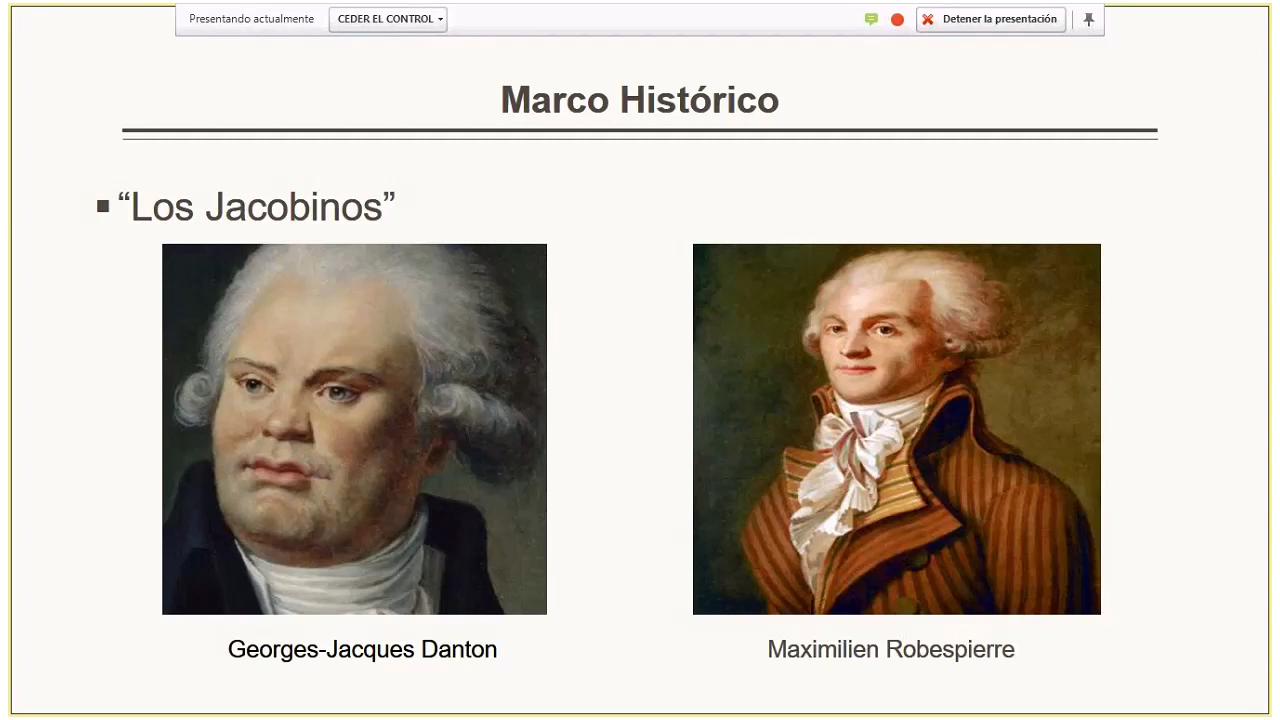 Presentando actualmente
CEDER EL CONTROL
Detener la presentación
Marco Histórico
“Los Jacobinos”
Georges-Jacques Danton
Maximilien Robespierre